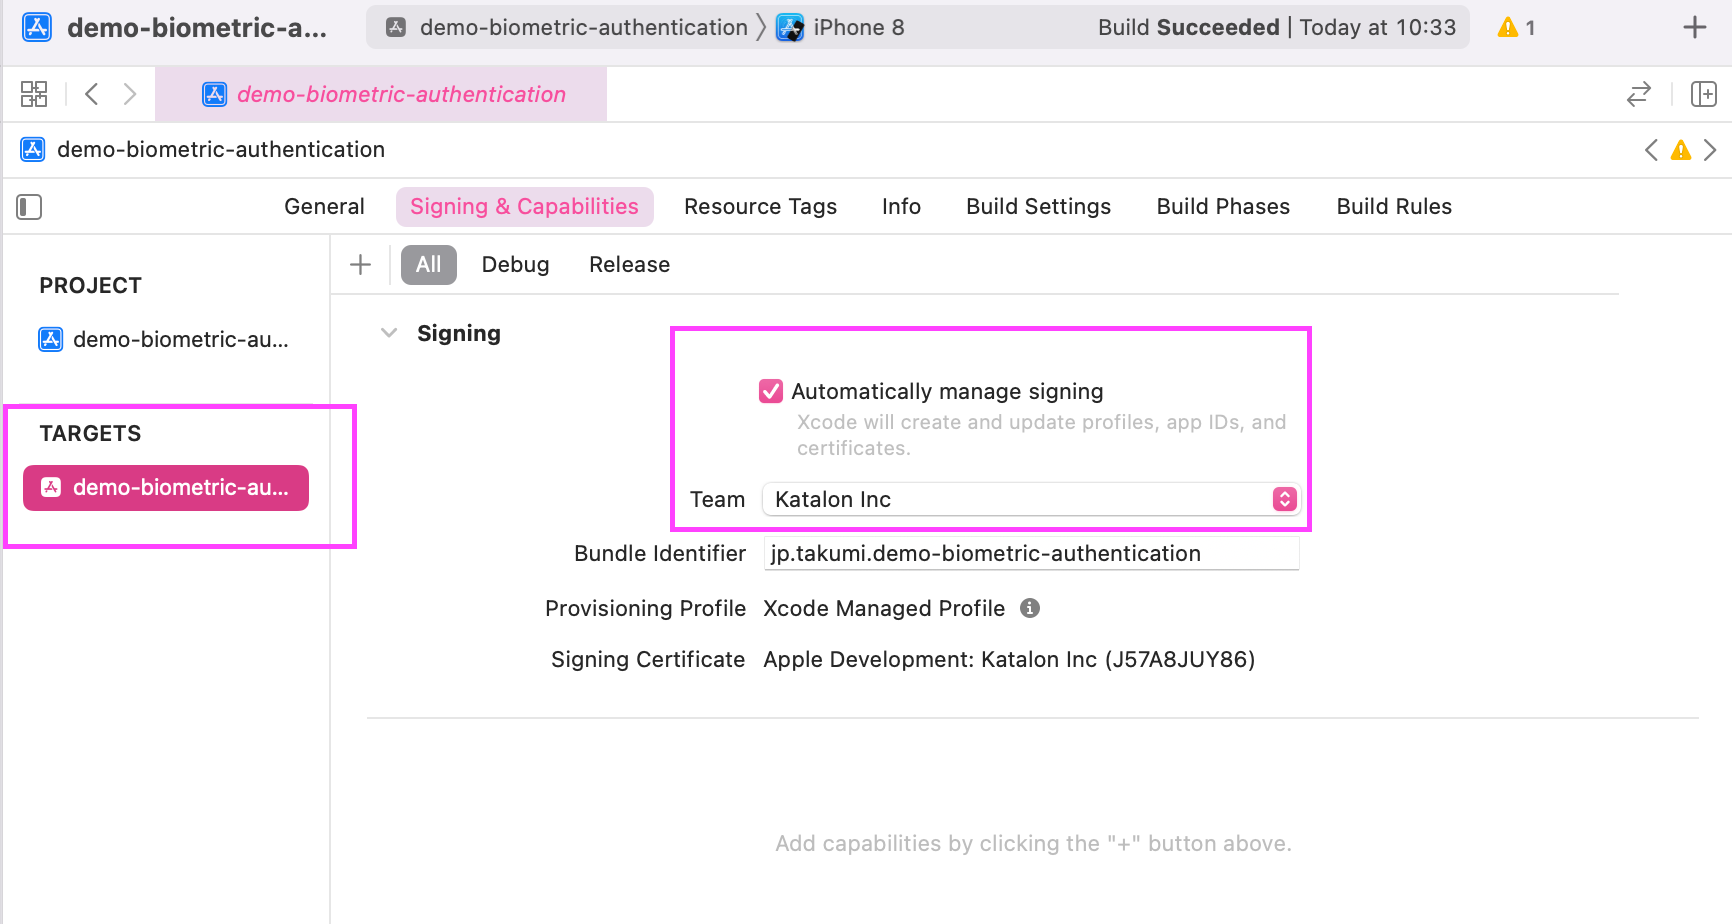 demo-biometric-a...
demo-biometric-authentication
iPhone 8
Build Succeeded | Today at 10:33
1
demo-biometric-authentication
demo-biometric-authentication
General
Signing & Capabilities
Resource Tags
Info
Build Settings
Build Phases
Build Rules
PROJECT
demo-biometric-au...
TARGETS
demo-biometric-au...
All
Debug
Release
Signing
Automatically manage signing
Xcode will create and update profiles, app IDs, and
certificates.
Team Katalon Inc
Bundle Identifier jp.takumi.demo-biometric-authentication
Provisioning Profile Xcode Managed Profile
Signing Certificate Apple Development: Katalon Inc (J57A8JUY86)
Add capabilities by clicking the "+" button above.